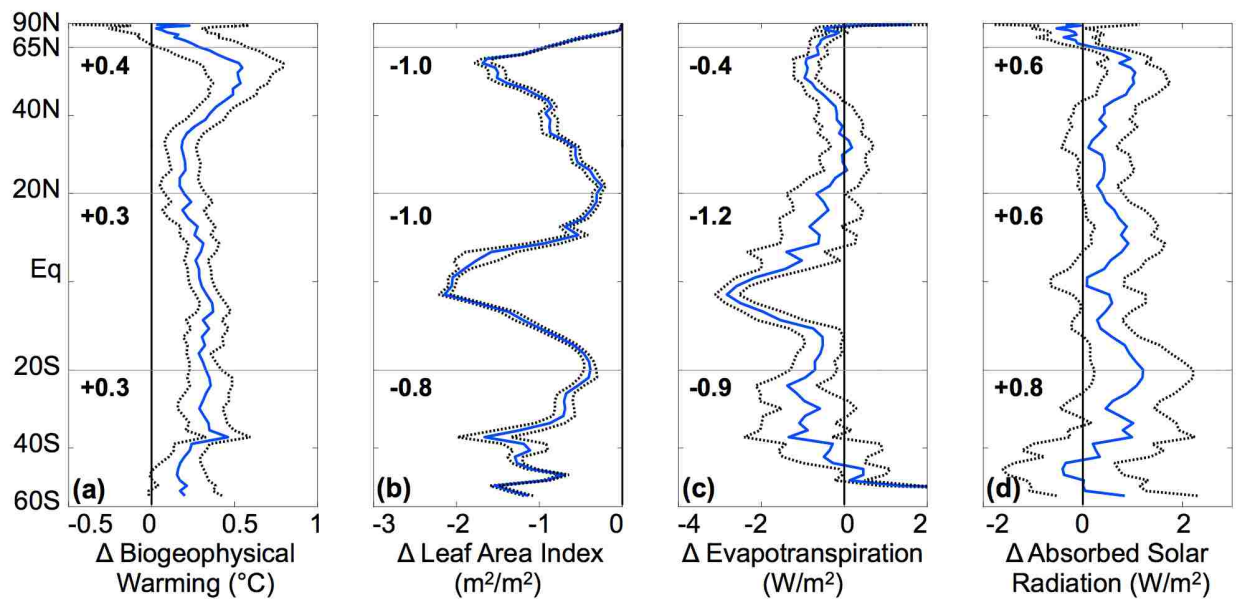 90N
65N
40N
20N
Eq
20S
40S
60S
+0.4
+0.3
+0.3
(a)
-0.5 0 0.5 1
Δ Biogeophysical
Warming (°C)
-1.0
-1.0
-0.8
(b)
-3 -2 -1 0
Δ Leaf Area Index
(m²/m²)
-0.4
-1.2
-0.9
(c)
-4 -2 0 2
Δ Evapotranspiration
(W/m²)
+0.6
+0.6
+0.8
(d)
-2 0 2
Δ Absorbed Solar
Radiation (W/m²)